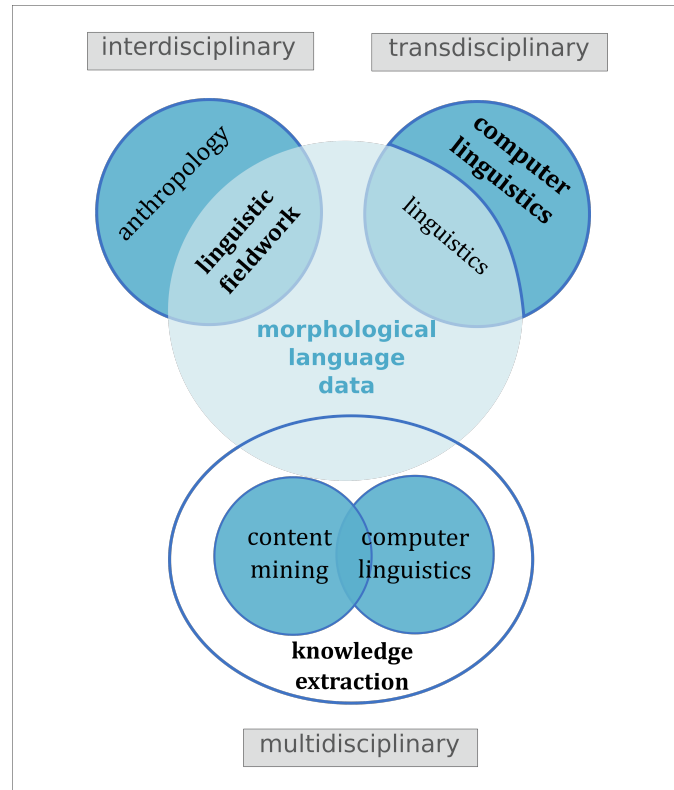 interdisciplinary
transdisciplinary
anthropology
linguistic
fieldwork
computer
linguistics
linguistics
morphological
language
data
content
mining
computer
linguistics
knowledge
extraction
multidisciplinary